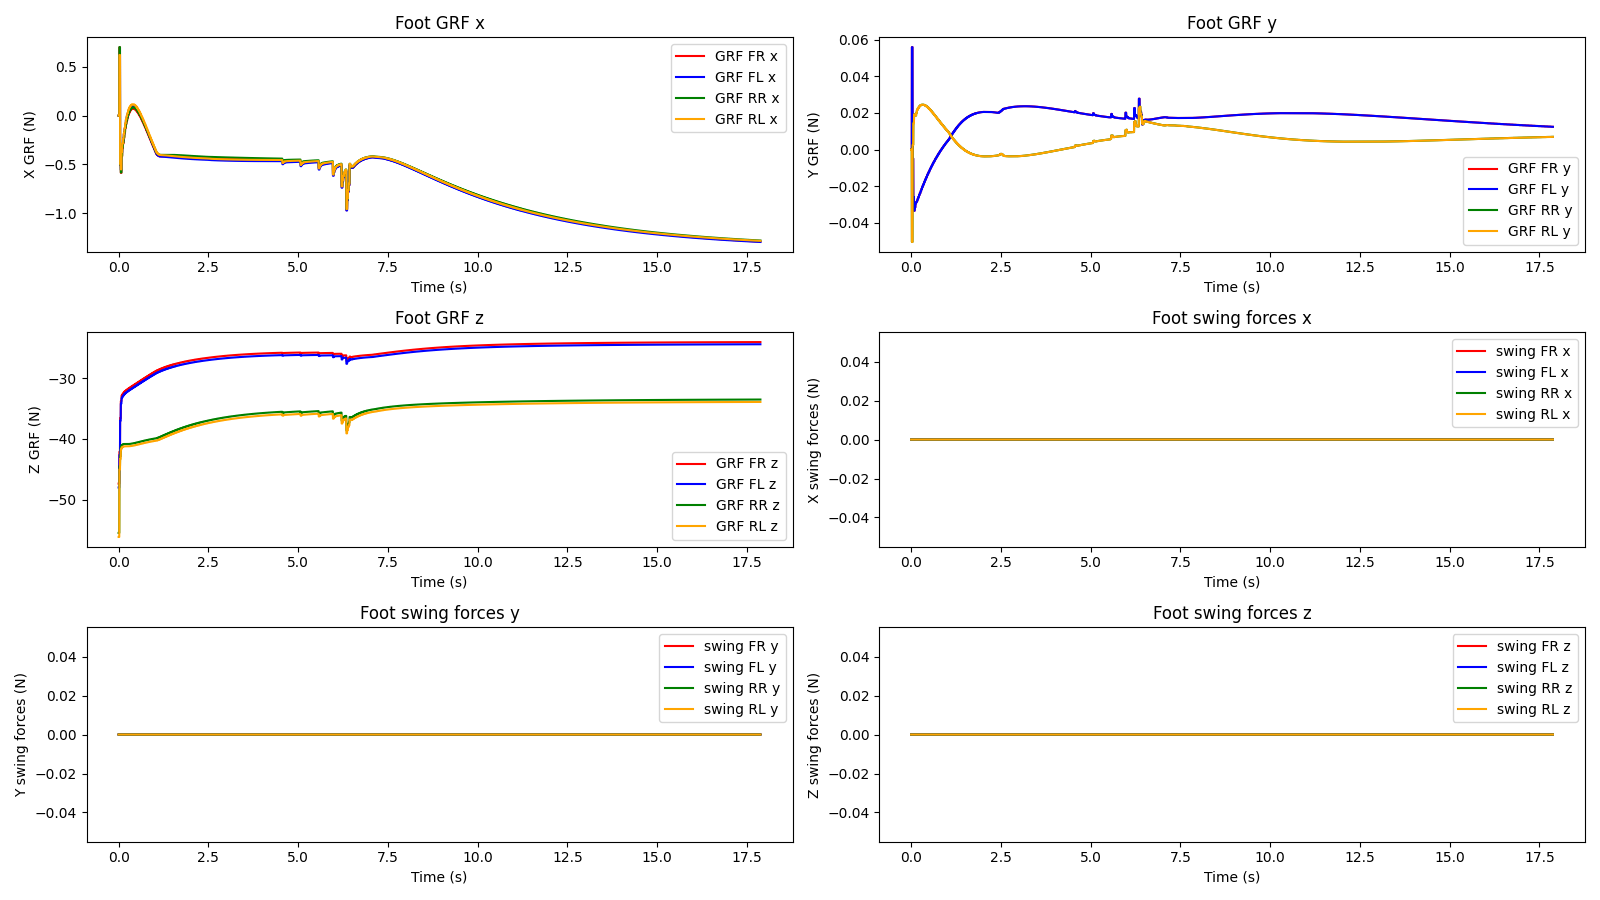 Foot GRF x
X GRF (N)
0.5
0.0
−0.5
−1.0
GRF FR x
GRF FL x
GRF RR x
GRF RL x
0.0 2.5 5.0 7.5 10.0 12.5 15.0 17.5
Time (s)
Foot GRF y
Y GRF (N)
0.06
0.04
0.02
0.00
−0.02
−0.04
GRF FR y
GRF FL y
GRF RR y
GRF RL y
0.0 2.5 5.0 7.5 10.0 12.5 15.0 17.5
Time (s)
Foot GRF z
Z GRF (N)
−30
−40
−50
GRF FR z
GRF FL z
GRF RR z
GRF RL z
0.0 2.5 5.0 7.5 10.0 12.5 15.0 17.5
Time (s)
Foot swing forces x
X swing forces (N)
0.04
0.02
0.00
−0.02
−0.04
swing FR x
swing FL x
swing RR x
swing RL x
0.0 2.5 5.0 7.5 10.0 12.5 15.0 17.5
Time (s)
Foot swing forces y
Y swing forces (N)
0.04
0.02
0.00
−0.02
−0.04
swing FR y
swing FL y
swing RR y
swing RL y
0.0 2.5 5.0 7.5 10.0 12.5 15.0 17.5
Time (s)
Foot swing forces z
Z swing forces (N)
0.04
0.02
0.00
−0.02
−0.04
swing FR z
swing FL z
swing RR z
swing RL z
0.0 2.5 5.0 7.5 10.0 12.5 15.0 17.5
Time (s)